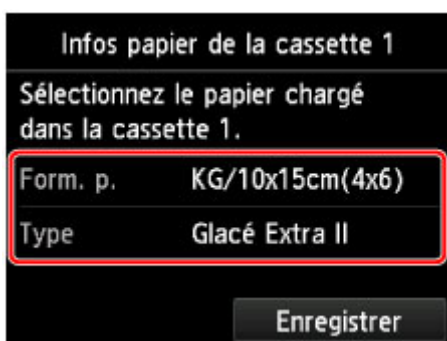 Infos papier de la cassette 1
Sélectionnez le papier chargé
dans la cassette 1.
Form. p. KG/10x15cm(4x6)
Type Glacé Extra II
Enregistrer